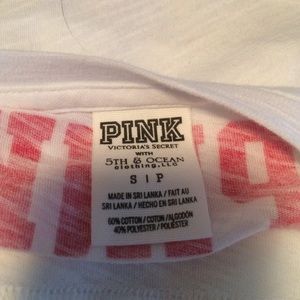 PINK
VICTORIA'S SECRET
WITH
5TH & OCEAN
clothing, LLC
S | P
MADE IN SRI LANKA / FAIT AU
SRI LANKA / HECHO EN SRI LANKA
60% COTTON / COTON / ALGODÓN
40% POLYESTER / POLIÉSTER